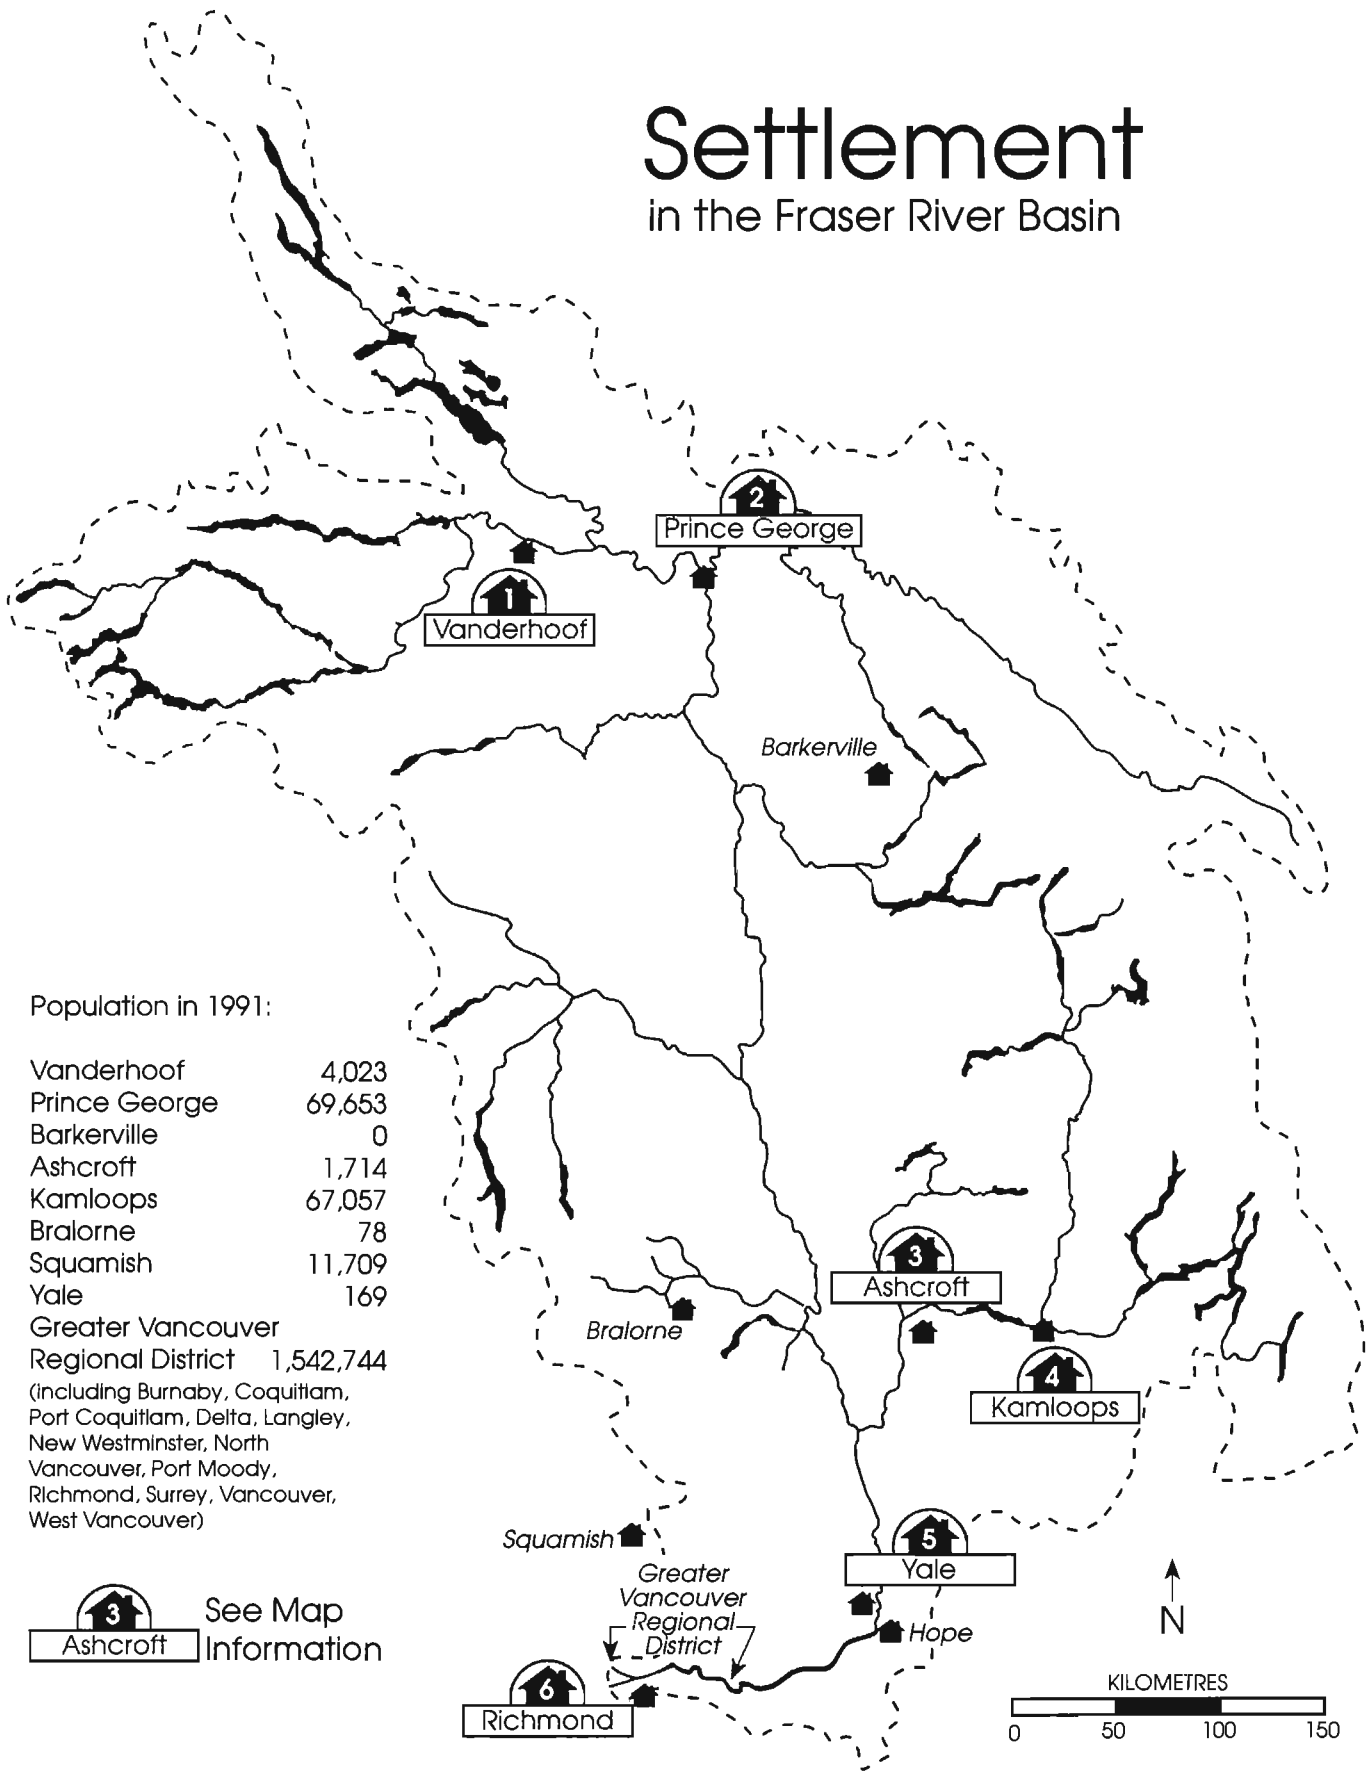 Settlement
in the Fraser River Basin
2
Prince George
1
Vanderhoof
Barkerville
Population in 1991:
Vanderhoof 4,023
Prince George 69,653
Barkerville 0
Ashcroft 1,714
Kamloops 67,057
Bralorne 78
Squamish 11,709
Yale 169
Greater Vancouver
Regional District 1,542,744
(including Burnaby, Coquitlam,
Port Coquitlam, Delta, Langley,
New Westminster, North
Vancouver, Port Moody,
Richmond, Surrey, Vancouver,
West Vancouver)
3
Ashcroft
Bralorne
4
Kamloops
5
Yale
Squamish
Greater
Vancouver
Regional
District
Hope
6
Richmond
3
Ashcroft
See Map
Information
N
KILOMETRES
0 50 100 150